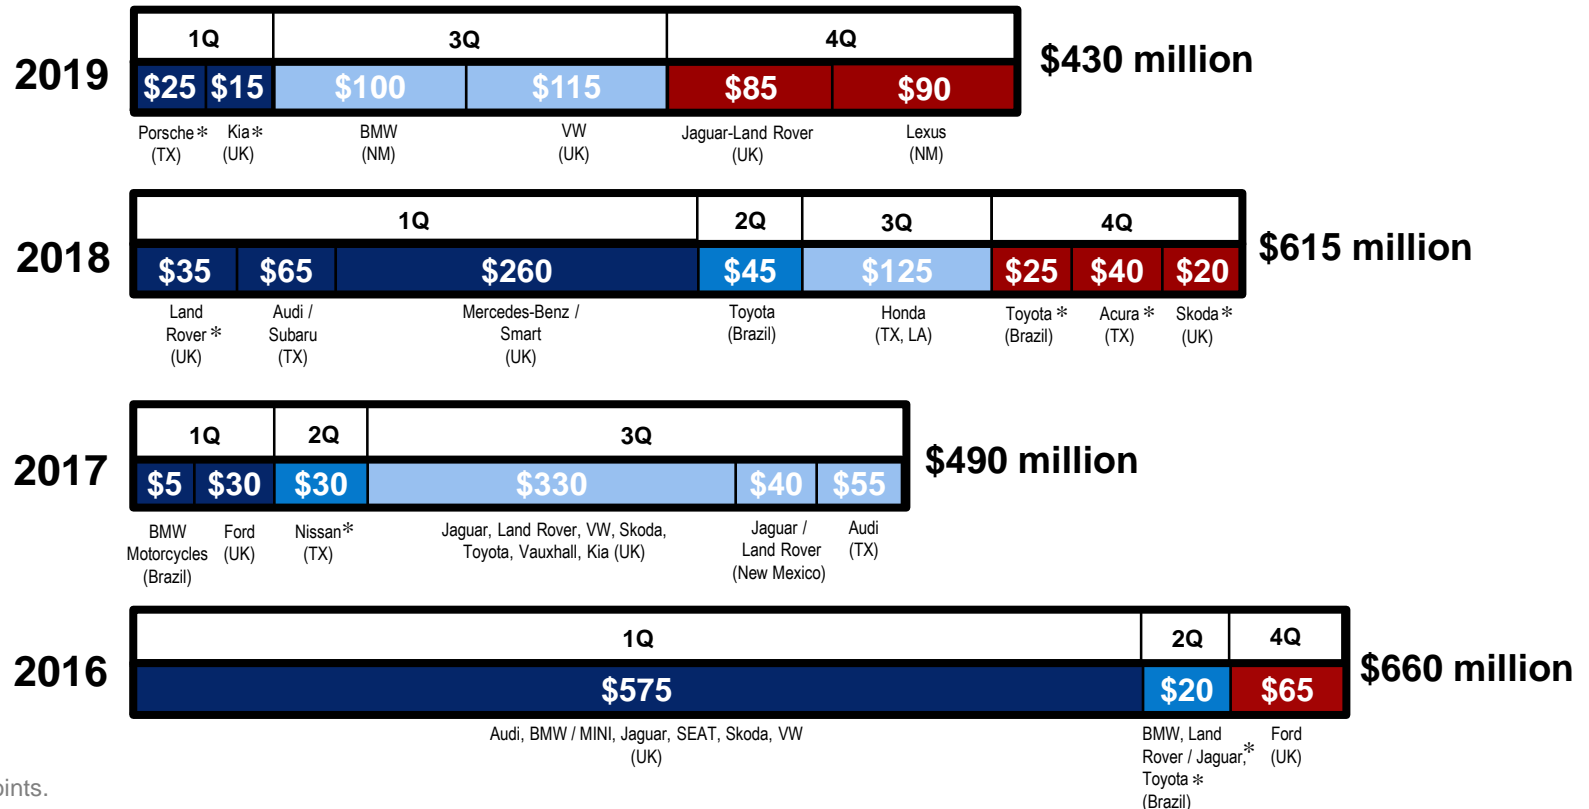 1Q 3Q 4Q
2019 $25 $15 $100 $115 $85 $90 $430 million
Porsche* Kia* BMW VW Jaguar-Land Rover Lexus
(TX) (UK) (NM) (UK) (UK) (NM)
1Q 2Q 3Q 4Q
2018 $35 $65 $260 $45 $125 $25 $40 $20 $615 million
Land Audi / Mercedes-Benz / Toyota Honda Toyota* Acura* Skoda*
Rover* Subaru Smart (Brazil) (TX, LA) (Brazil) (TX) (UK)
(UK) (TX) (UK)
1Q 2Q 3Q
2017 $5 $30 $30 $330 $40 $55 $490 million
BMW Ford Nissan* Jaguar, Land Rover, VW, Skoda, Jaguar / Audi
Motorcycles (UK) (TX) Toyota, Vauxhall, Kia (UK) Land Rover (TX)
(Brazil) (New Mexico)
1Q 2Q 4Q
2016 $575 $20 $65 $660 million
Audi, BMW / MINI, Jaguar, SEAT, Skoda, VW BMW, Land Ford
(UK) Rover / Jaguar,* (UK)
Toyota*
(Brazil)
oints.